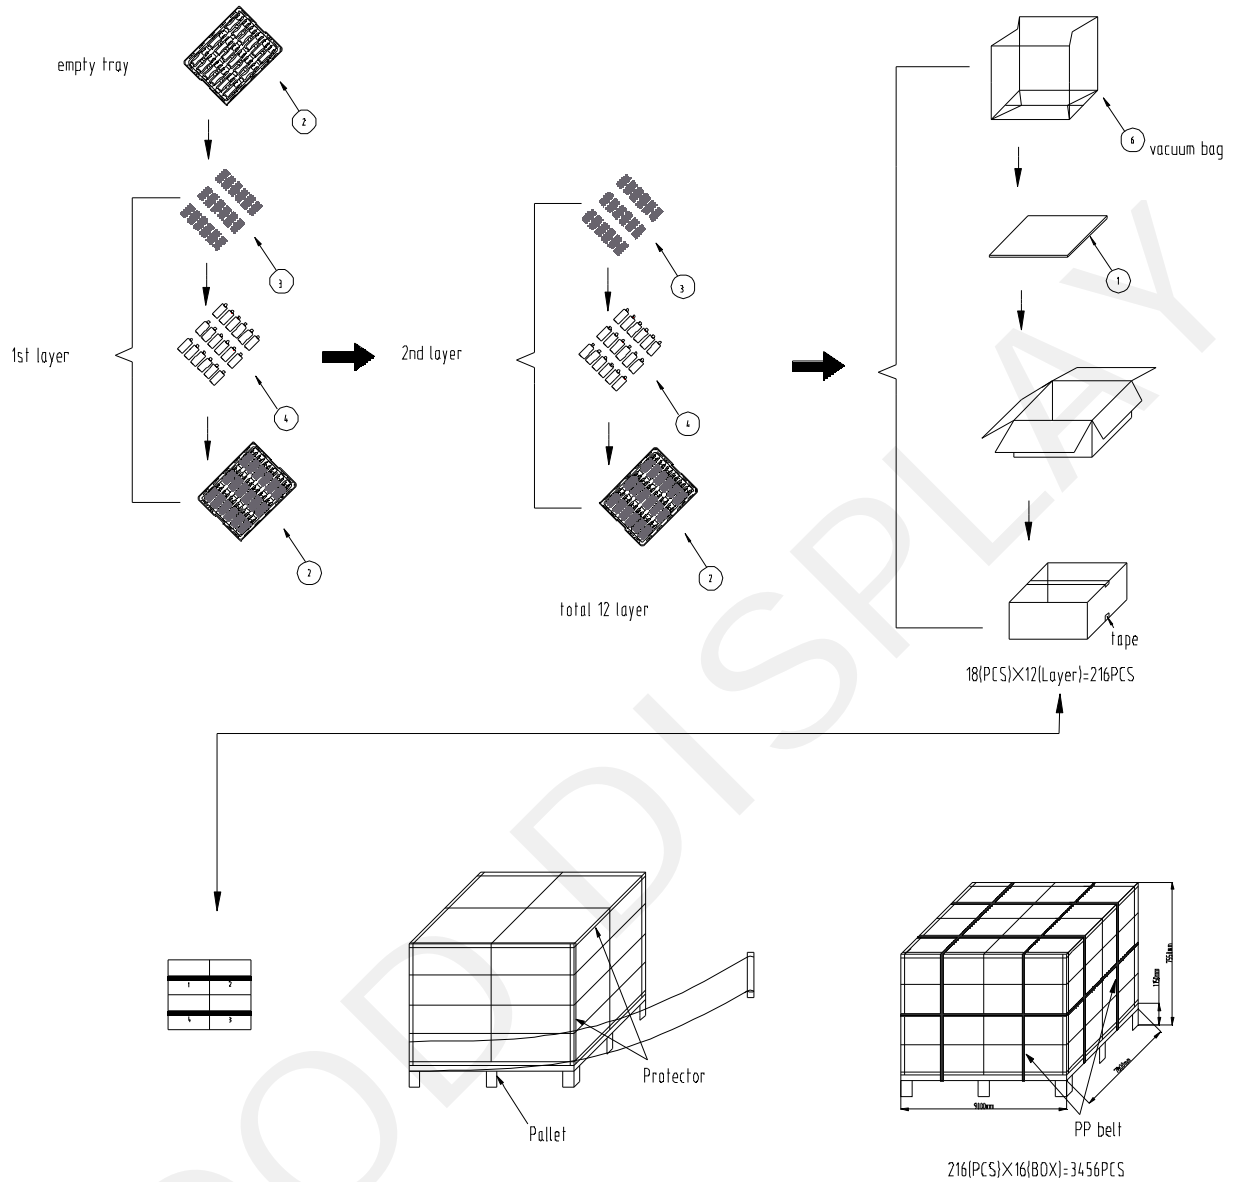 empty tray
2
6
vacuum bag
3
3
1
1st layer
2nd layer
4
4
2
2
total 12 layer
tape
18(PCS)X12(Layer)=216PCS
1 2
4 3
Protector
Pallet
PP belt
216(PCS)X16(BOX)=3456PCS
OOD DISPLAY